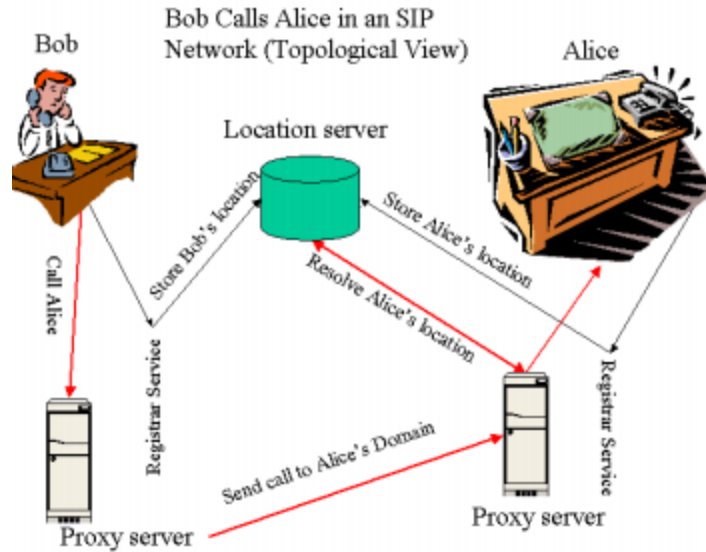 Bob Calls Alice in an SIP
Network (Topological View)
Bob
Alice
Location server
Store Bob's location
Store Alice's location
Call Alice
Resolve Alice's location
Registrar Service
Registrar Service
Send call to Alice's Domain
Proxy server
Proxy server